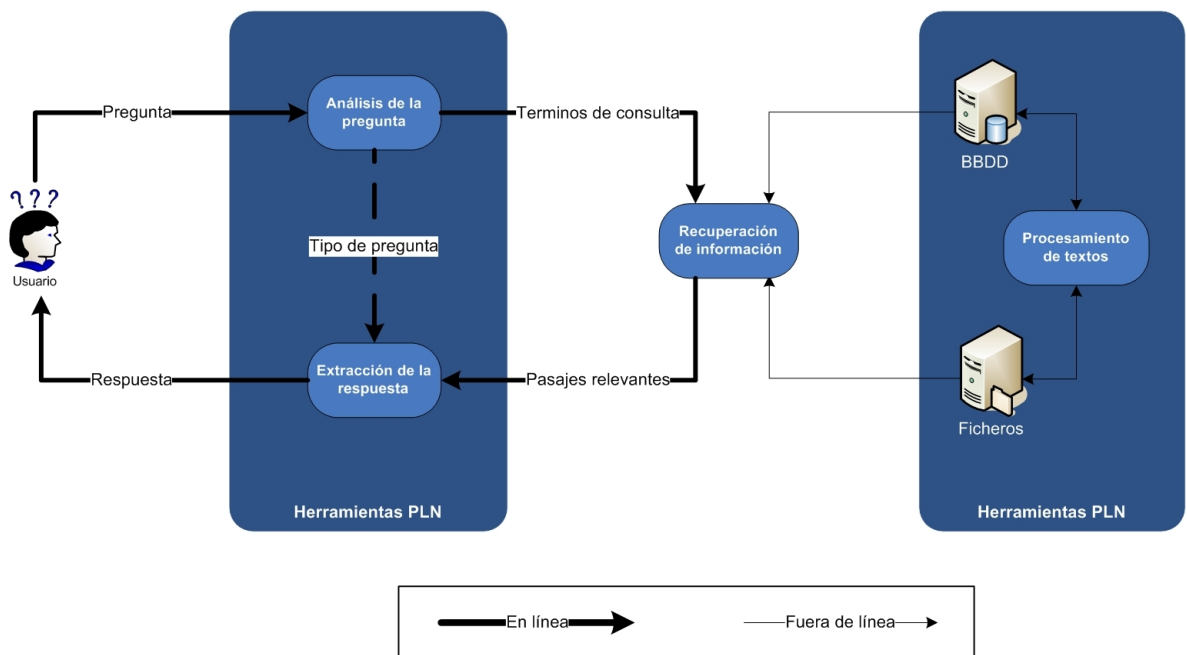 Pregunta
Análisis de la
pregunta
Terminos de consulta
BBDD
? ? ?
Usuario
Tipo de pregunta
Recuperación
de información
Procesamiento
de textos
Respuesta
Extracción de la
respuesta
Pasajes relevantes
Ficheros
Herramientas PLN
Herramientas PLN
En línea
Fuera de línea